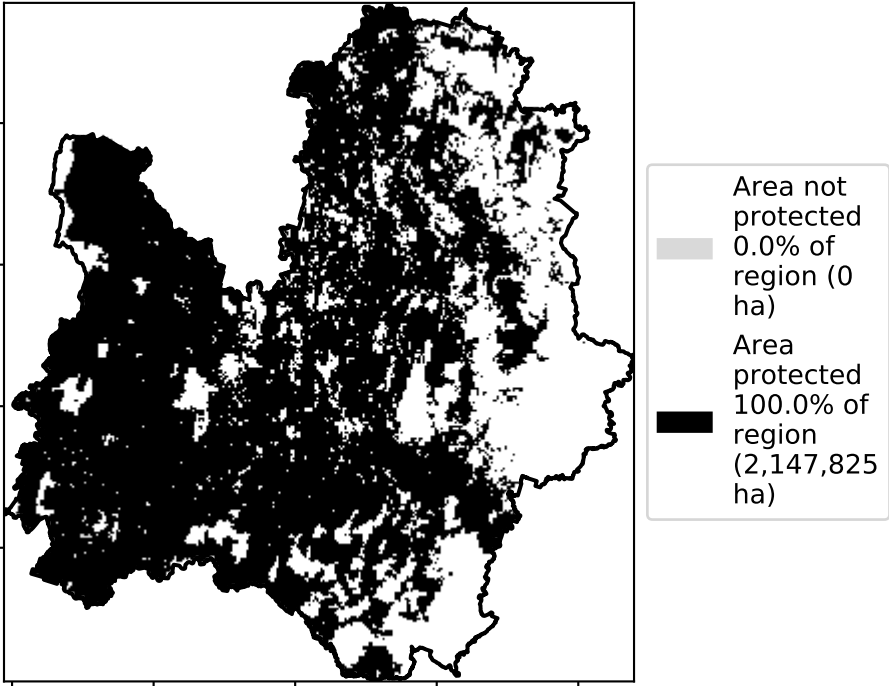 Area not
protected
0.0% of
region (0
ha)
Area
protected
100.0% of
region
(2,147,825
ha)